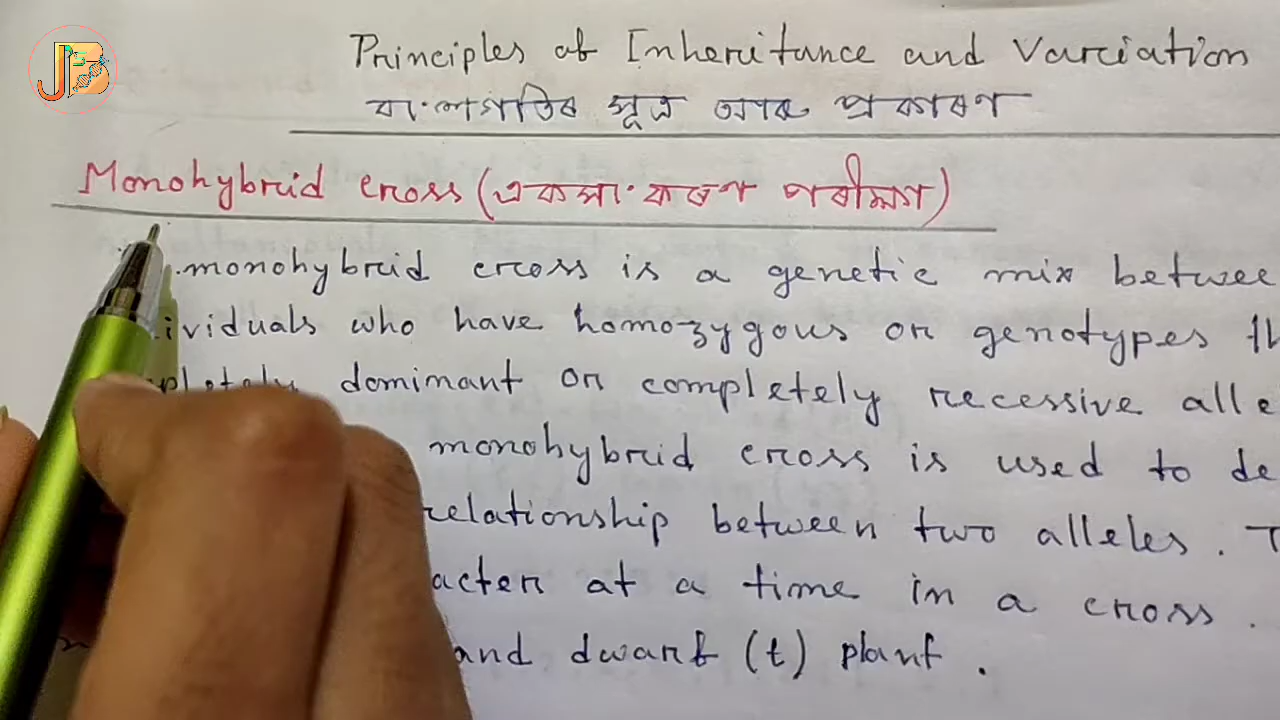 JB
Principles of Inheritance and Variation
বংশগতিৰ সূত্ৰ আৰু প্ৰকাৰণ
Monohybrid cross (একসংকৰণ পৰীক্ষা)
monohybrid cross is a genetic mix betwee
ividuals who have homozygous or genotypes th
pletely dominant or completely recessive alle
monohybrid cross is used to de
relationship between two alleles. T
acter at a time in a cross.
and dwarf (t) plant.